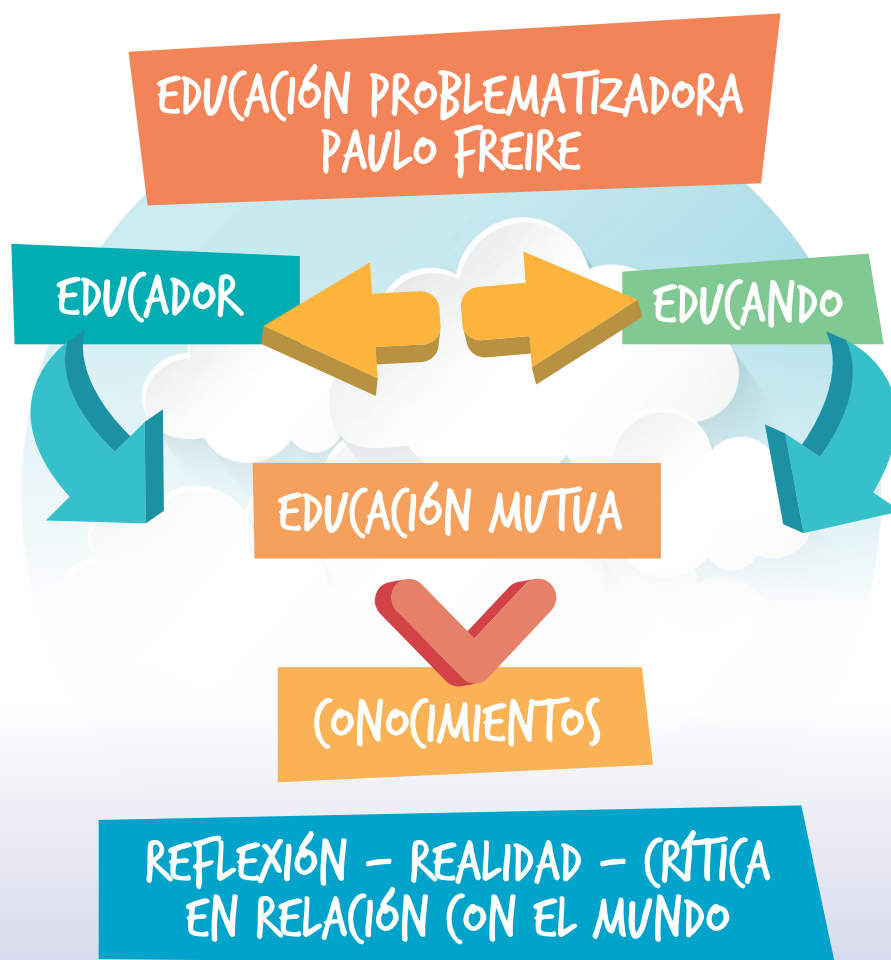 EDUCACIÓN PROBLEMATIZADORA
PAULO FREIRE
EDUCADOR
EDUCANDO
EDUCACIÓN MUTUA
CONOCIMIENTOS
REFLEXIÓN – REALIDAD – CRÍTICA
EN RELACIÓN CON EL MUNDO